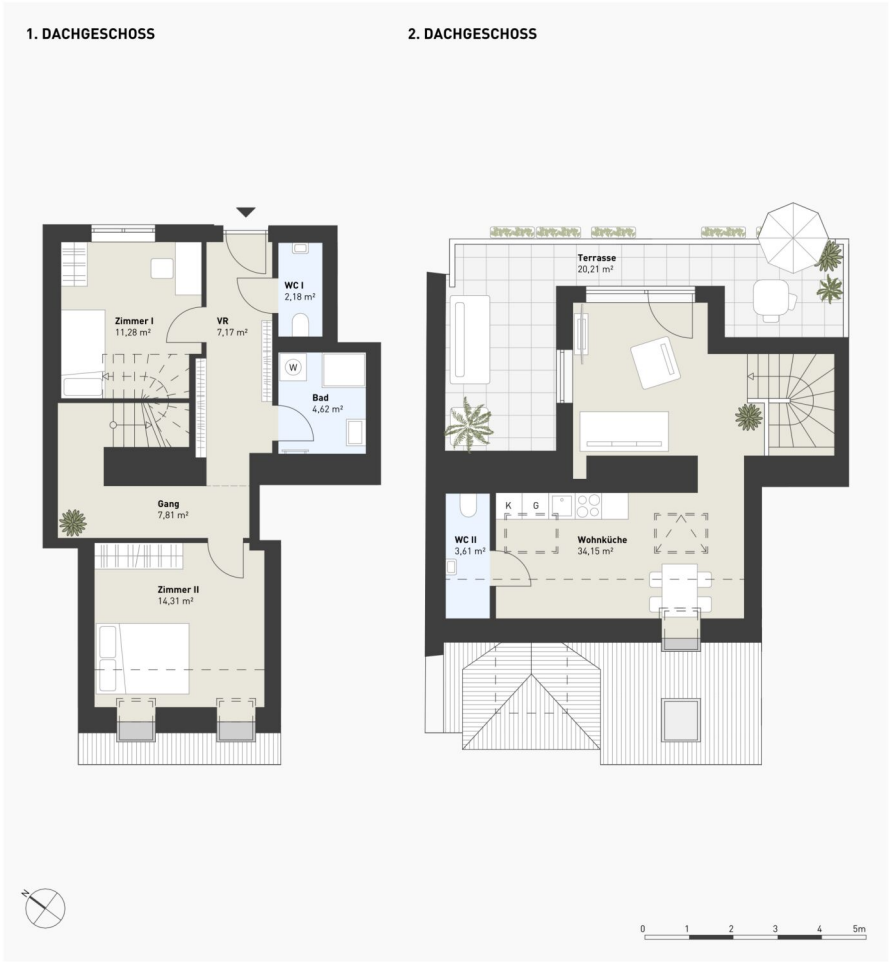 1. DACHGESCHOSS
2. DACHGESCHOSS
Zimmer I
11,28 m²
VR
7,17 m²
WC I
2,18 m²
W
Bad
4,62 m²
Gang
7,81 m²
Zimmer II
14,31 m²
Terrasse
20,21 m²
K
G
WC II
3,61 m²
Wohnküche
34,15 m²
N
0 1 2 3 4 5m